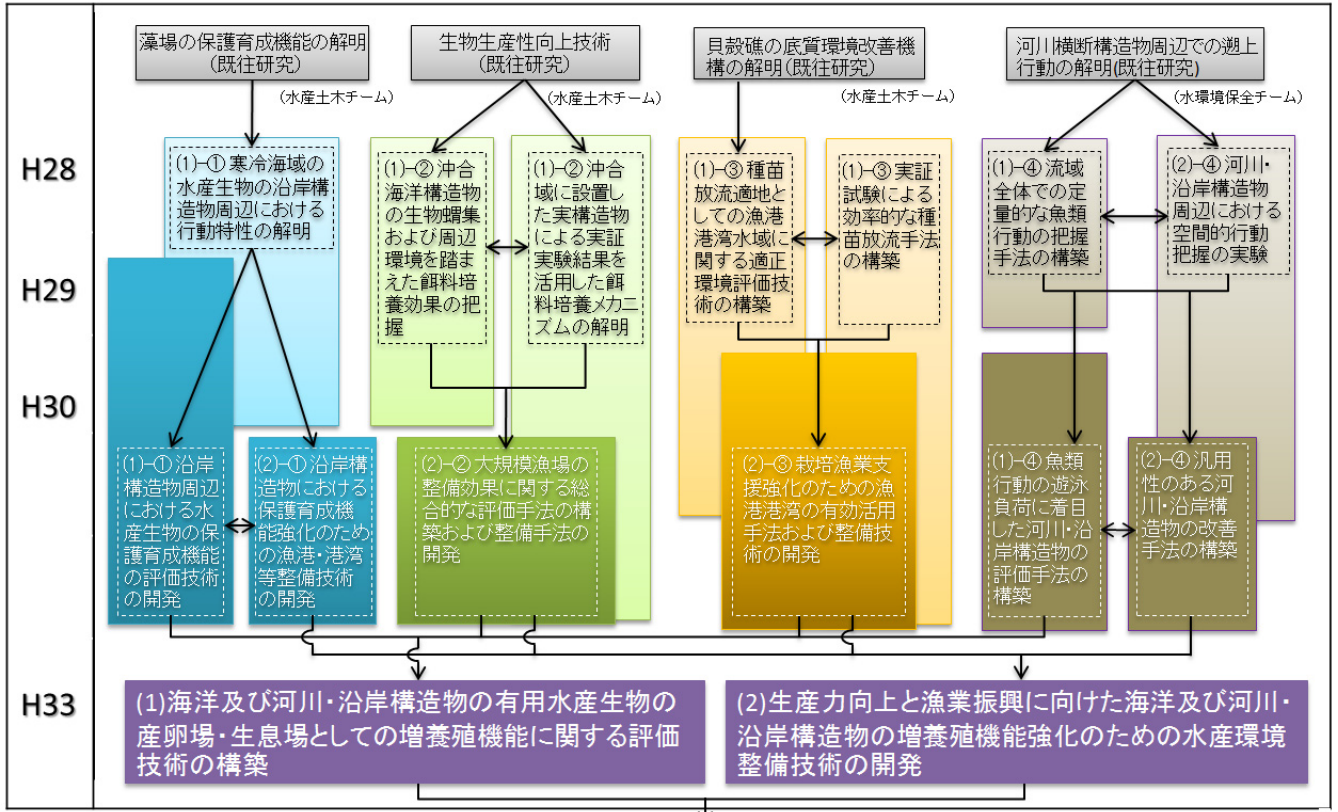 藻場の保護育成機能の解明
(既往研究)
(水産土木チーム)
生物生産性向上技術
(既往研究)
(水産土木チーム)
貝殻礁の底質環境改善機
構の解明(既往研究)
(水産土木チーム)
河川横断構造物周辺での遡上
行動の解明(既往研究)
(水環境保全チーム)
H28
(1)-① 寒冷海域の
水産生物の沿岸構
造物周辺における
行動特性の解明
(1)-② 沖合
海洋構造物
の生物蝟集
および周辺
環境を踏ま
えた餌料培
養効果の把
握
(1)-② 沖合
域に設置し
た実構造物
による実証
実験結果を
活用した餌
料培養メカニ
ズムの解明
(1)-③ 種苗
放流適地と
しての漁港
港湾水域に
関する適正
環境評価技
術の構築
(1)-③ 実証
試験による
効率的な種
苗放流手法
の構築
(1)-④ 流域
全体での定
量的な魚類
行動の把握
手法の構築
(2)-④ 河川・
沿岸構造物
周辺における
空間的行動
把握の実験
H29
H30
(1)-① 沿岸
構造物周辺
における水
産生物の保
護育成機能
の評価技術
の開発
(2)-① 沿岸構
造物における
保護育成機
能強化のため
の漁港・港湾
等整備技術
の開発
(2)-② 大規模漁場の
整備効果に関する総
合的な評価手法の構
築および整備手法の
開発
(2)-③ 栽培漁業支
援強化のための漁
港港湾の有効活用
手法および整備技
術の開発
(1)-④ 魚類
行動の遊泳
負荷に着目
した河川・沿
岸構造物の
評価手法の
構築
(2)-④ 汎用
性のある河
川・沿岸構
造物の改善
手法の構築
H33
(1)海洋及び河川・沿岸構造物の有用水産生物の
産卵場・生息場としての増養殖機能に関する評価
技術の構築
(2)生産力向上と漁業振興に向けた海洋及び河川・
沿岸構造物の増養殖機能強化のための水産環境
整備技術の開発